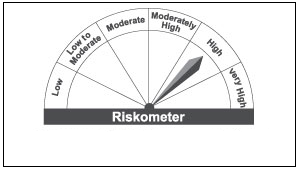 Low
Low to
Moderate
Moderate
Moderately
High
High
very High
Riskometer